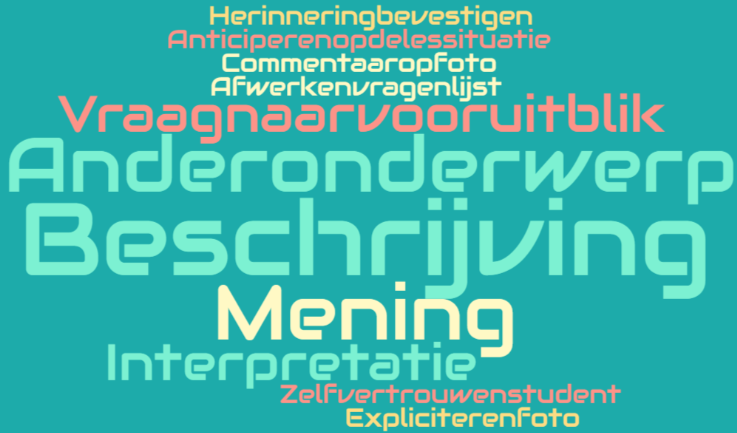 Herinneringbevestigen
Anticiperenopdelessituatie
Commentaaropfoto
Afwerkenvragenlijst
Vraagnaarvooruitblik
Anderonderwerp
Beschrijving
Mening
Interpretatie
Zelfvertrouwenstudent
Expliciterenfoto